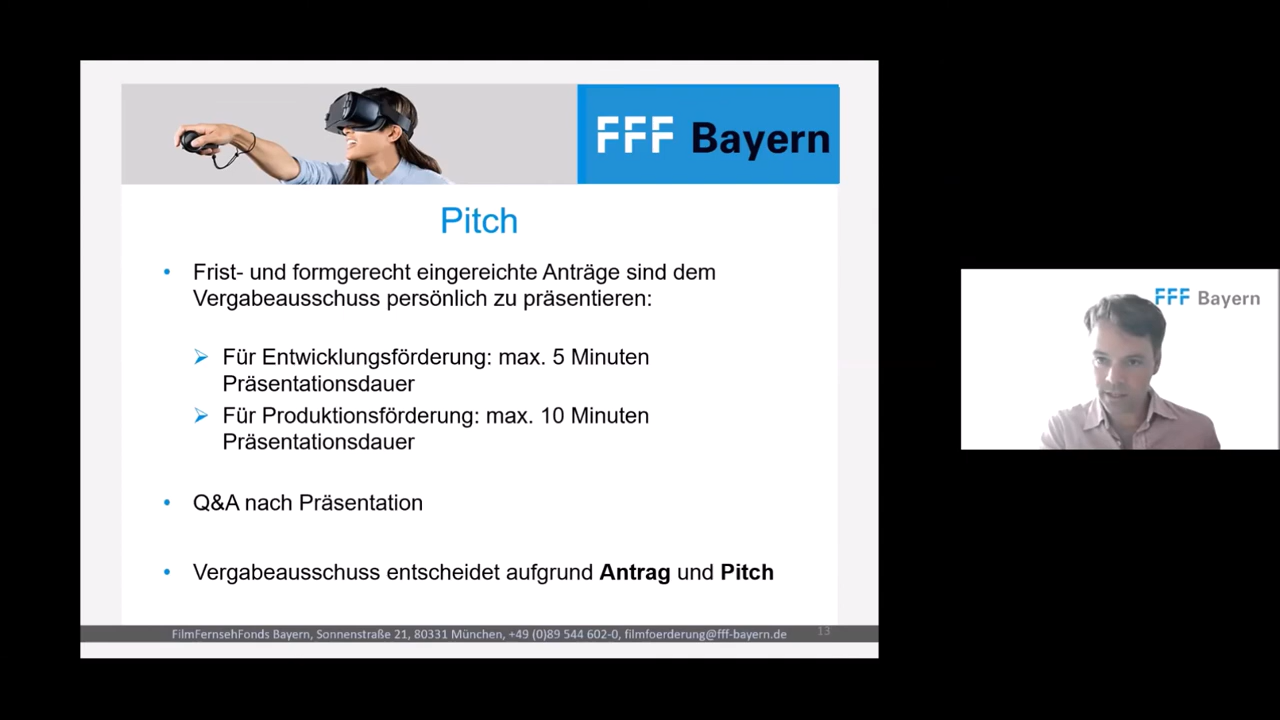 FFF Bayern
Pitch
• Frist- und formgerecht eingereichte Anträge sind dem
Vergabeausschuss persönlich zu präsentieren:
➢ Für Entwicklungsförderung: max. 5 Minuten
Präsentationsdauer
➢ Für Produktionsförderung: max. 10 Minuten
Präsentationsdauer
• Q&A nach Präsentation
• Vergabeausschuss entscheidet aufgrund Antrag und Pitch
FilmFernsehFonds Bayern, Sonnenstraße 21, 80331 München, +49 (0)89 544 602-0, filmfoerderung@fff-bayern.de
13
FFF Bayern